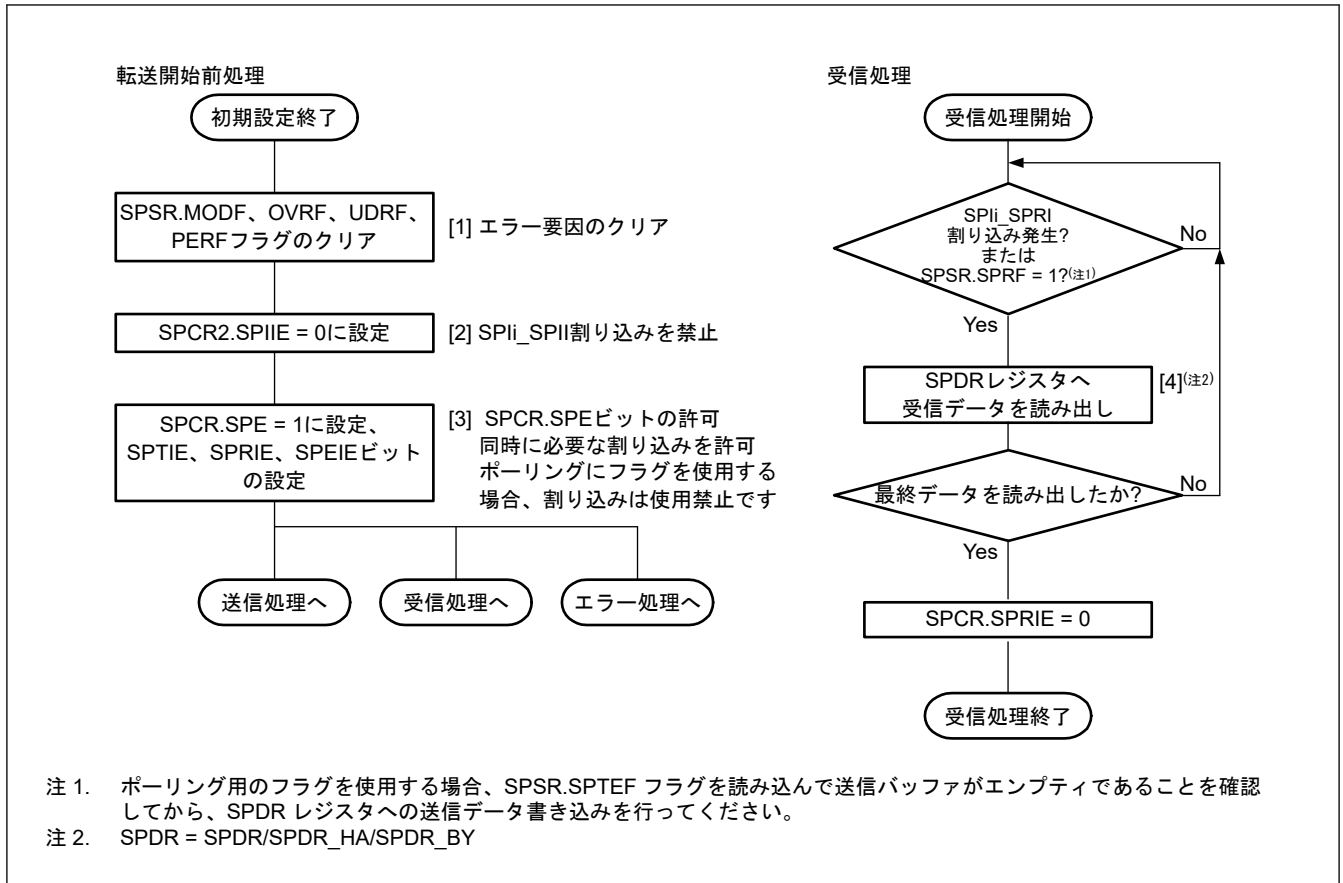 転送開始前処理
初期設定終了
SPSR.MODF、OVRF、UDRF、
PERFフラグのクリア
[1] エラー要因のクリア
SPCR2.SPIIE = 0に設定
[2] SPIi_SPII割り込みを禁止
SPCR.SPE = 1に設定、
SPTIE、SPRIE、SPEIEビット
の設定
[3] SPCR.SPEビットの許可
同時に必要な割り込みを許可
ポーリングにフラグを使用する
場合、割り込みは使用禁止です
送信処理へ
受信処理へ
エラー処理へ
受信処理
受信処理開始
SPIi_SPRI
割り込み発生?
または
SPSR.SPRF = 1?(注1)
No
Yes
SPDRレジスタへ
受信データを読み出し
[4](注2)
最終データを読み出したか?
No
Yes
SPCR.SPRIE = 0
受信処理終了
注 1. ポーリング用のフラグを使用する場合、SPSR.SPTEF フラグを読み込んで送信バッファがエンプティであることを確認
してから、SPDR レジスタへの送信データ書き込みを行ってください。
注 2. SPDR = SPDR/SPDR_HA/SPDR_BY